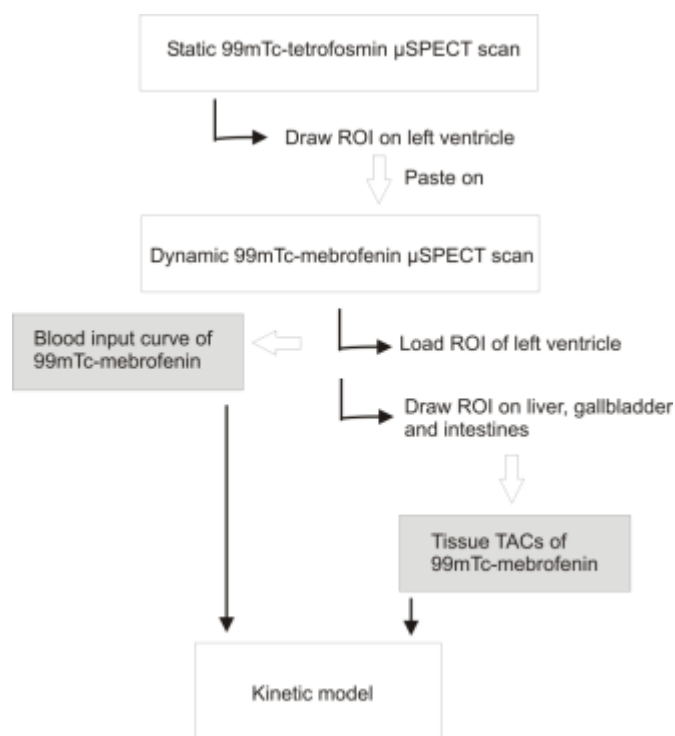 Static 99mTc-tetrofosmin µSPECT scan
Draw ROI on left ventricle
Paste on
Dynamic 99mTc-mebrofenin µSPECT scan
Blood input curve of
99mTc-mebrofenin
Load ROI of left ventricle
Draw ROI on liver, gallbladder
and intestines
Tissue TACs of
99mTc-mebrofenin
Kinetic model